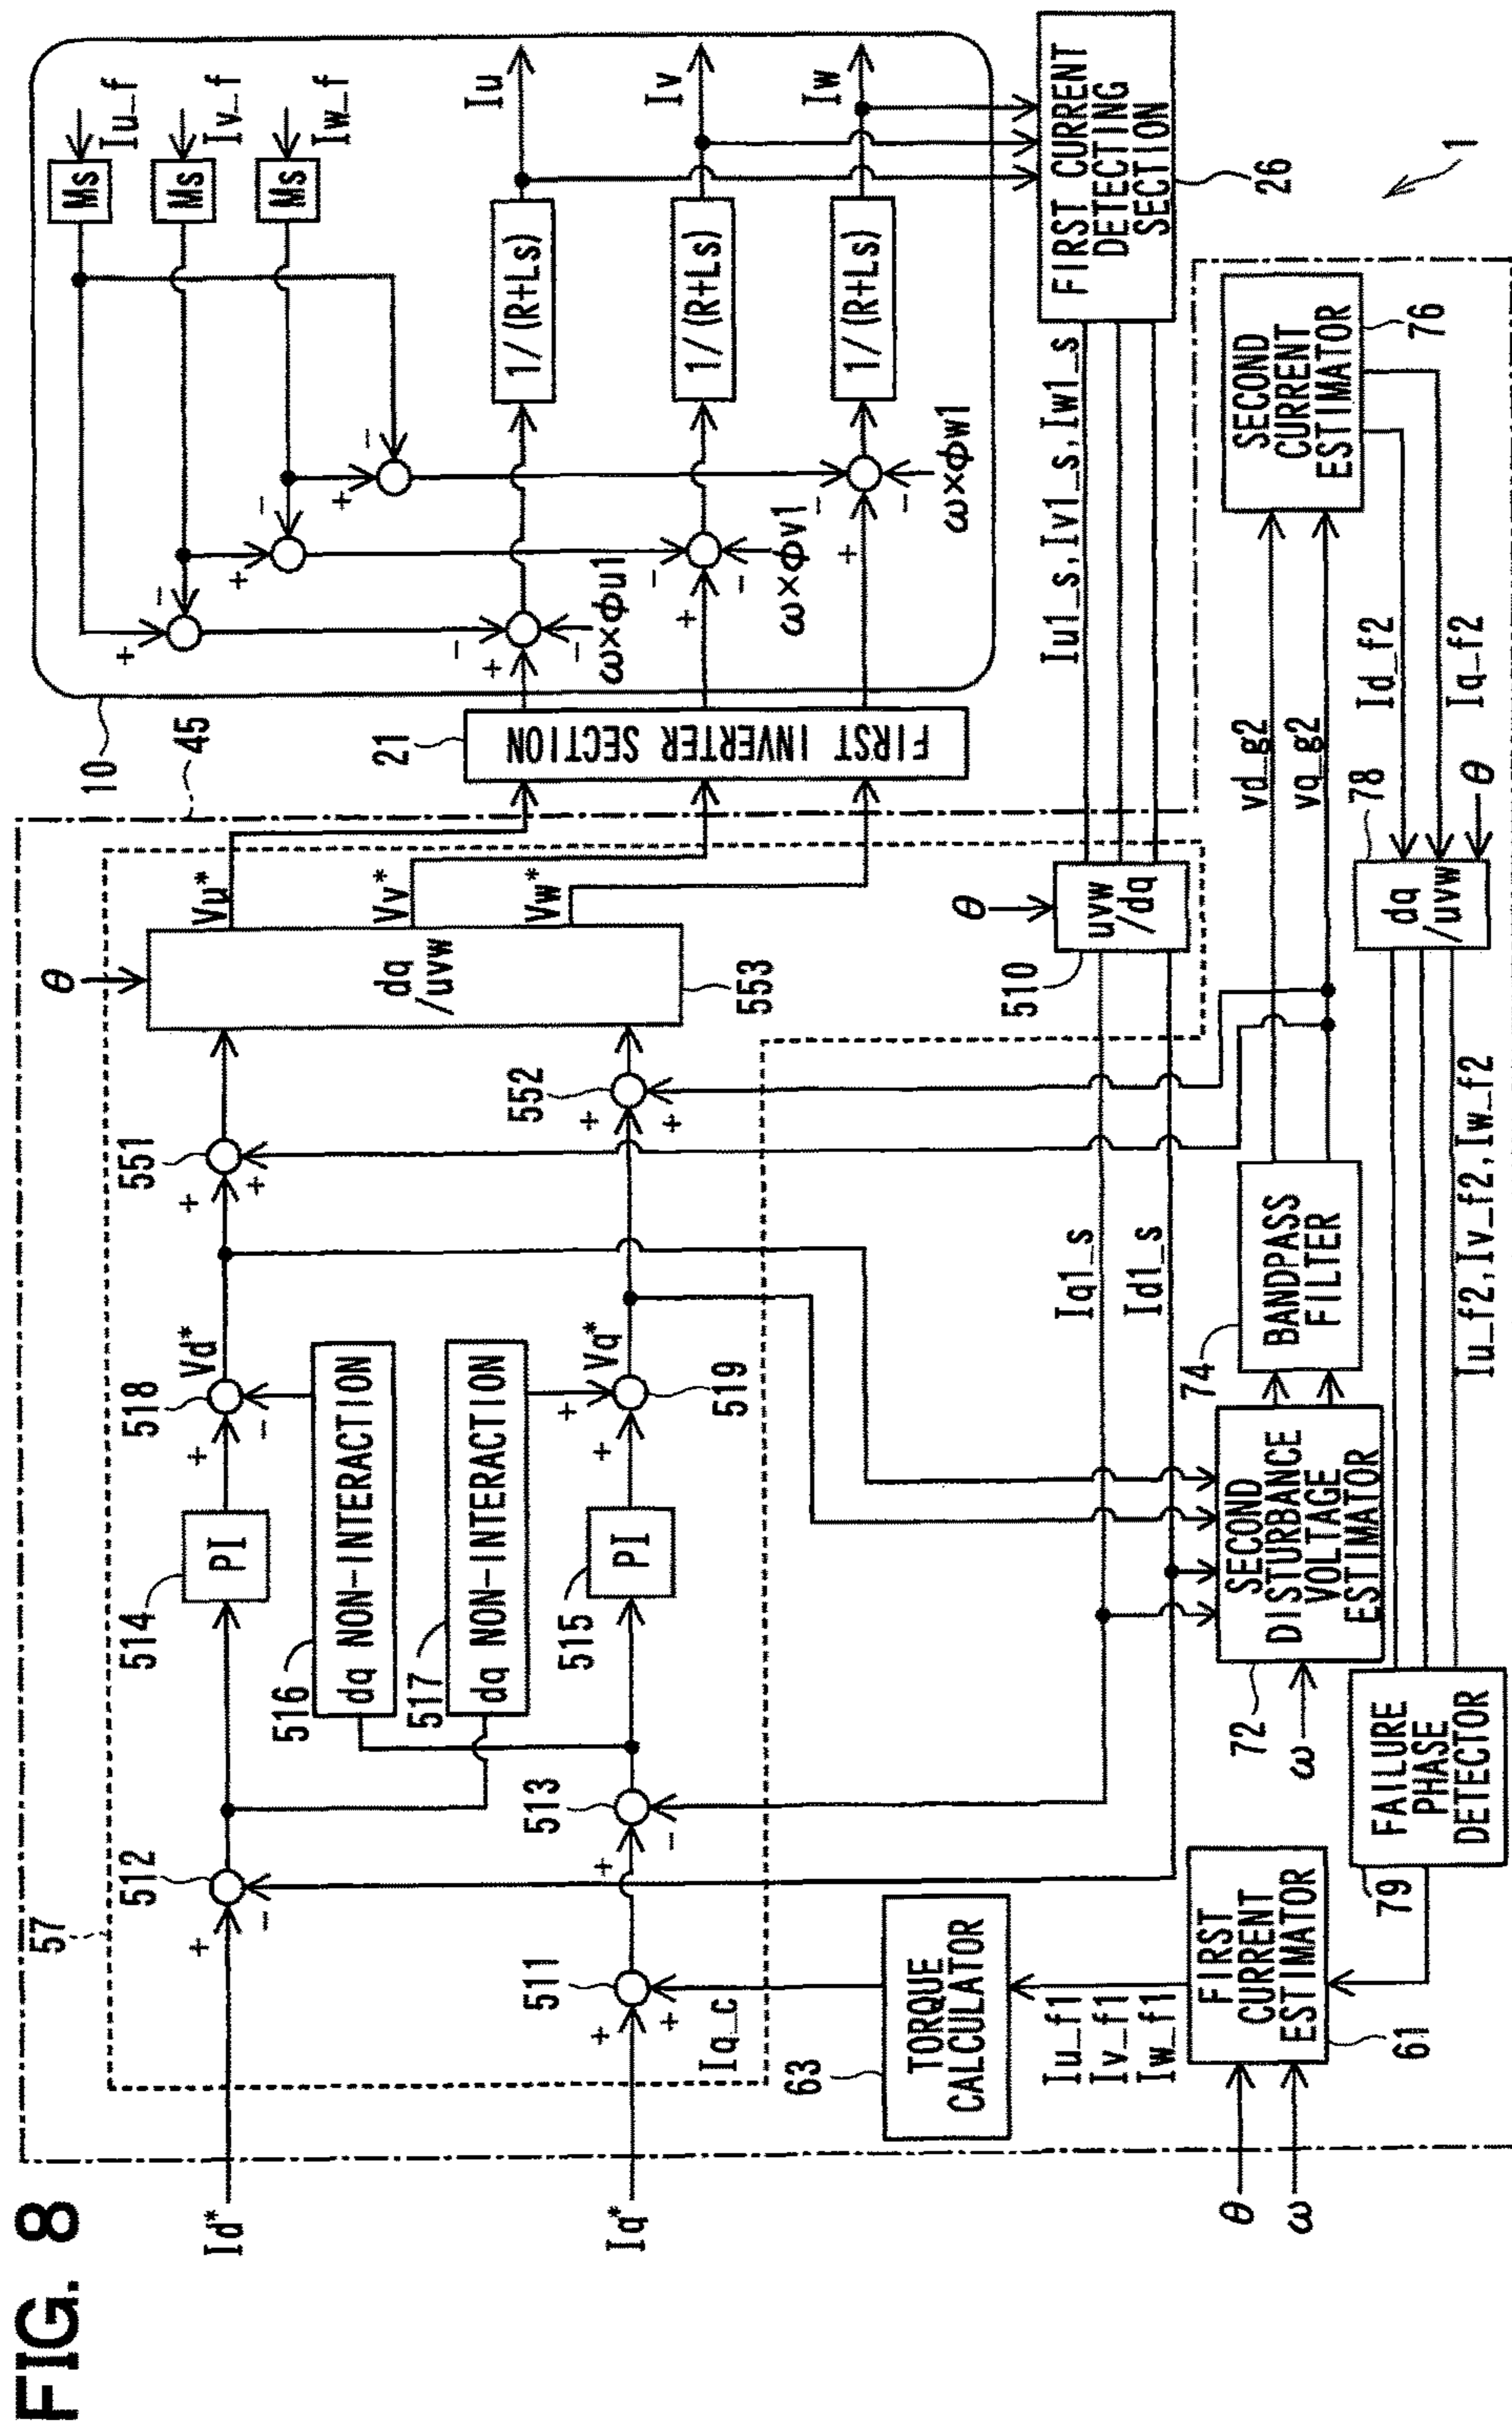 FIG. 8
Id*
Iq*
57
512
514
518
Vd*
551
θ
Vu*
Vv*
Vw*
10
45
PI
516
dq NON-INTERACTION
517
dq NON-INTERACTION
dq
/uvw
553
511
513
515
PI
519
Vq*
552
Iq_c
21
FIRST INVERTER SECTION
Ms
Iu_f
Ms
Iv_f
Ms
Iw_f
ω×Φu1
ω×Φv1
ω×Φw1
1/(R+Ls)
1/(R+Ls)
1/(R+Ls)
Iu
Iv
Iw
FIRST CURRENT
DETECTING
SECTION
26
1
63
TORQUE
CALCULATOR
Iu_f1
Iv_f1
Iw_f1
Iq1_s
Id1_s
510
θ
uvw
/dq
Iu1_s,Iv1_s,Iw1_s
θ
ω
FIRST
CURRENT
ESTIMATOR
61
72
ω
SECOND
DISTURBANCE
VOLTAGE
ESTIMATOR
74
BANDPASS
FILTER
vd_g2
vq_g2
SECOND
CURRENT
ESTIMATOR
76
Id_f2
Iq_f2
78
θ
dq
/uvw
79
FAILURE
PHASE
DETECTOR
Iu_f2,Iv_f2,Iw_f2